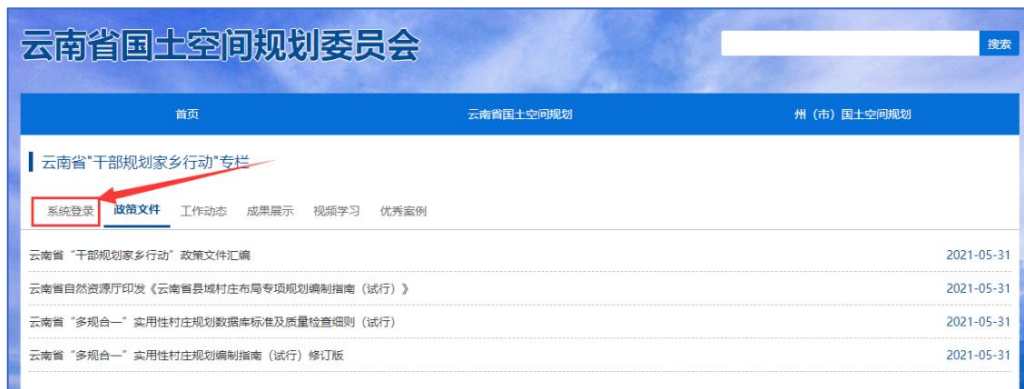 云南省国土空间规划委员会
搜索
首页 云南省国土空间规划 州（市）国土空间规划
云南省"干部规划家乡行动"专栏
系统登录 政策文件 工作动态 成果展示 视频学习 优秀案例
云南省“干部规划家乡行动”政策文件汇编 2021-05-31
云南省自然资源厅印发《云南省县域村庄布局专项规划编制指南（试行）》 2021-05-31
云南省“多规合一”实用性村庄规划数据库标准及质量检查细则（试行） 2021-05-31
云南省“多规合一”实用性村庄规划编制指南（试行）修订版 2021-05-31